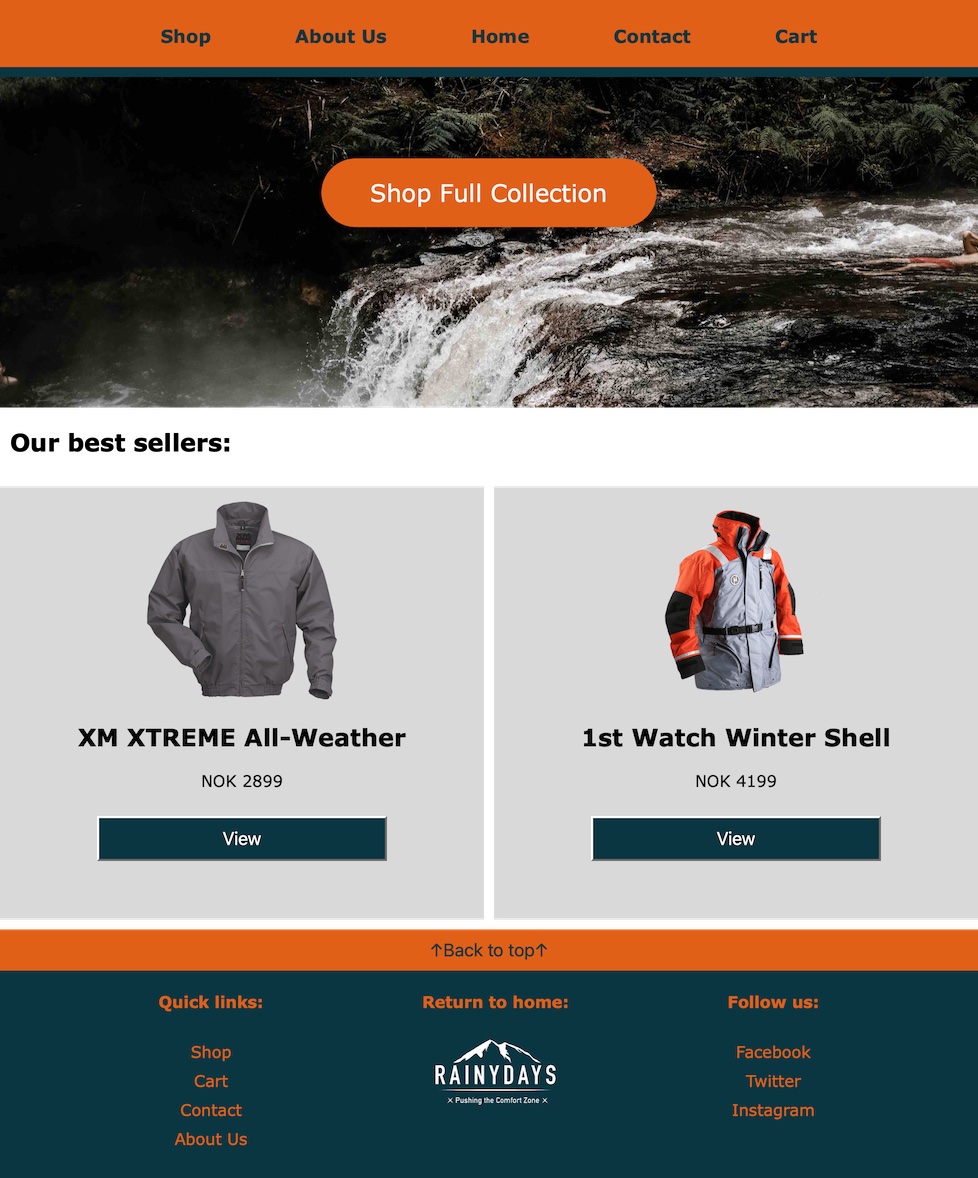 Shop About Us Home Contact Cart
Shop Full Collection
Our best sellers:
XM XTREME All-Weather
NOK 2899
View
1st Watch Winter Shell
NOK 4199
View
↑Back to top↑
Quick links:
Shop
Cart
Contact
About Us
Return to home:
RAINYDAYS
× Pushing the Comfort Zone ×
Follow us:
Facebook
Twitter
Instagram